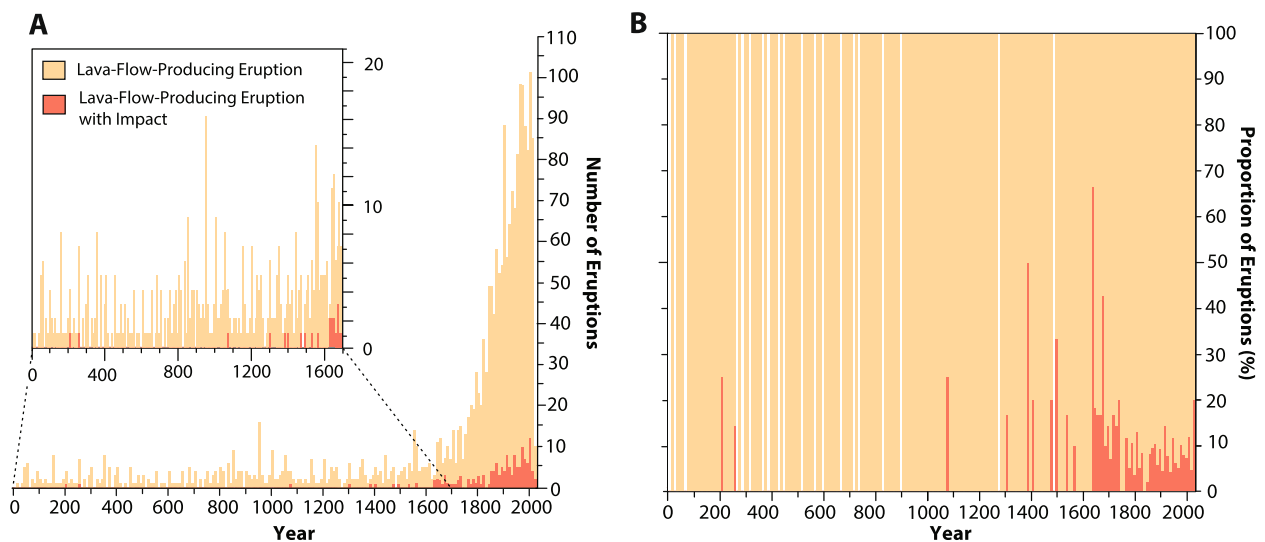 A
Lava-Flow-Producing Eruption
Lava-Flow-Producing Eruption
with Impact
20
10
0
0 400 800 1200 1600
110
100
90
80
70
60
50
40
30
20
10
0
Number of Eruptions
0 200 400 600 800 1000 1200 1400 1600 1800 2000
Year
B
100
90
80
70
60
50
40
30
20
10
0
Proportion of Eruptions (%)
0 200 400 600 800 1000 1200 1400 1600 1800 2000
Year